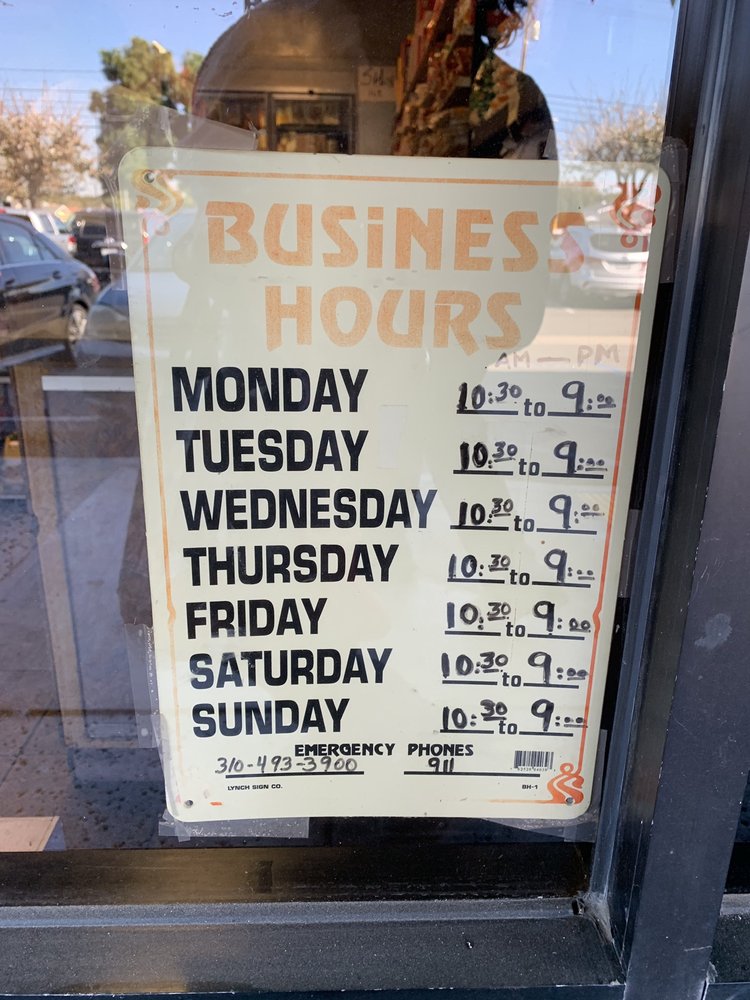 BUSINESS
HOURS
AM — PM
MONDAY 10:30 to 9:00
TUESDAY 10:30 to 9:00
WEDNESDAY 10:30 to 9:00
THURSDAY 10:30 to 9:00
FRIDAY 10:30 to 9:00
SATURDAY 10:30 to 9:00
SUNDAY 10:30 to 9:00
EMERGENCY PHONES
310-493-3900 911
LYNCH SIGN CO. BH-1